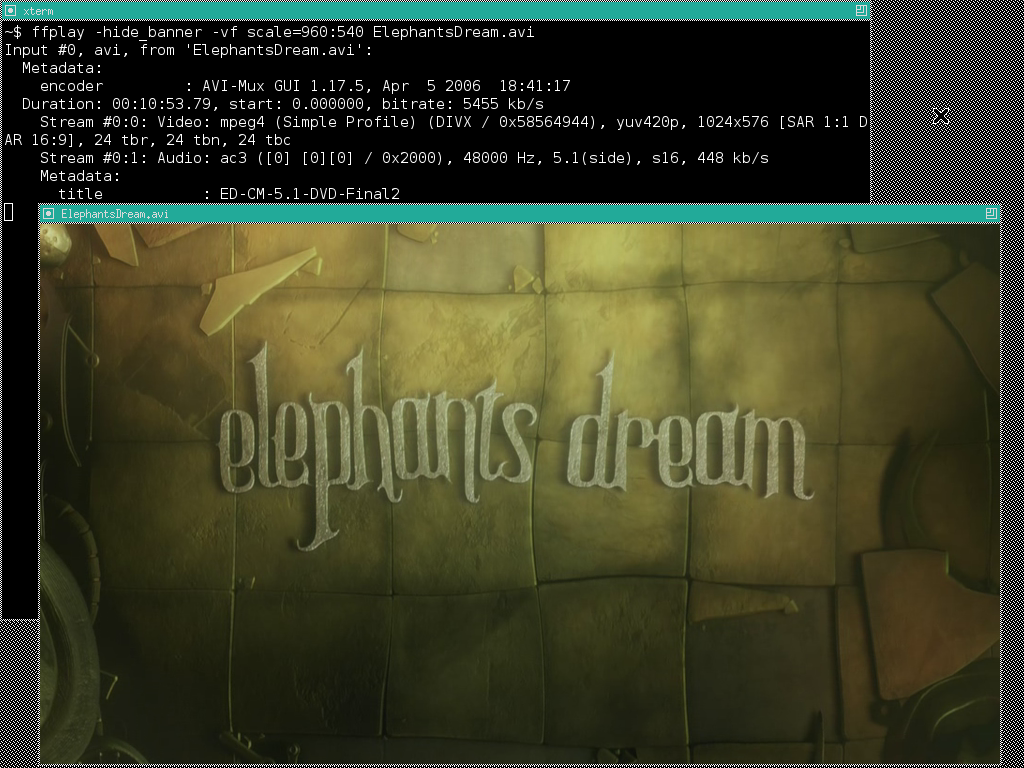 xterm
~$ ffplay -hide_banner -vf scale=960:540 ElephantsDream.avi
Input #0, avi, from 'ElephantsDream.avi':
  Metadata:
    encoder         : AVI-Mux GUI 1.17.5, Apr  5 2006  18:41:17
  Duration: 00:10:53.79, start: 0.000000, bitrate: 5455 kb/s
    Stream #0:0: Video: mpeg4 (Simple Profile) (DIVX / 0x58564944), yuv420p, 1024x576 [SAR 1:1 D
AR 16:9], 24 tbr, 24 tbn, 24 tbc
    Stream #0:1: Audio: ac3 ([0] [0][0] / 0x2000), 48000 Hz, 5.1(side), s16, 448 kb/s
    Metadata:
      title           : ED-CM-5.1-DVD-Final2
ElephantsDream.avi
elephants dream